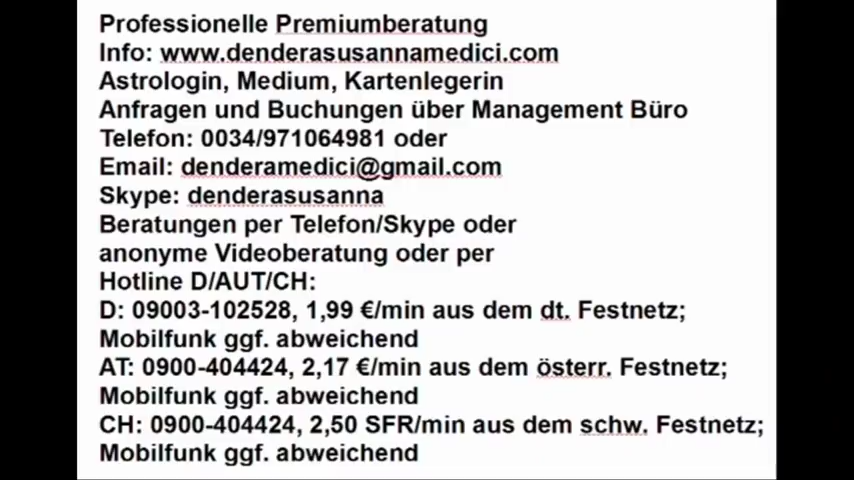 Professionelle Premiumberatung
Info: www.denderasusannamedici.com
Astrologin, Medium, Kartenlegerin
Anfragen und Buchungen über Management Büro
Telefon: 0034/971064981 oder
Email: denderamedici@gmail.com
Skype: denderasusanna
Beratungen per Telefon/Skype oder
anonyme Videoberatung oder per
Hotline D/AUT/CH:
D: 09003-102528, 1,99 €/min aus dem dt. Festnetz;
Mobilfunk ggf. abweichend
AT: 0900-404424, 2,17 €/min aus dem österr. Festnetz;
Mobilfunk ggf. abweichend
CH: 0900-404424, 2,50 SFR/min aus dem schw. Festnetz;
Mobilfunk ggf. abweichend